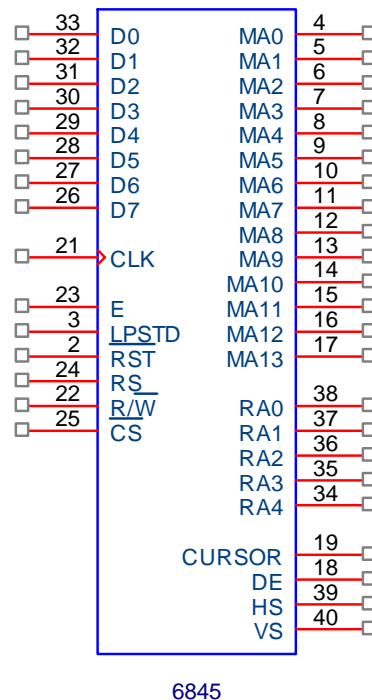 33 D0 MA0 4
32 D1 MA1 5
31 D2 MA2 6
30 D3 MA3 7
29 D4 MA4 8
28 D5 MA5 9
27 D6 MA6 10
26 D7 MA7 11
MA8 12
21 CLK MA9 13
MA10 14
23 E MA11 15
3 LPSTD MA12 16
2 RST MA13 17
24 RS
22 R/W RA0 38
25 CS RA1 37
RA2 36
RA3 35
RA4 34
CURSOR 19
DE 18
HS 39
VS 40
6845